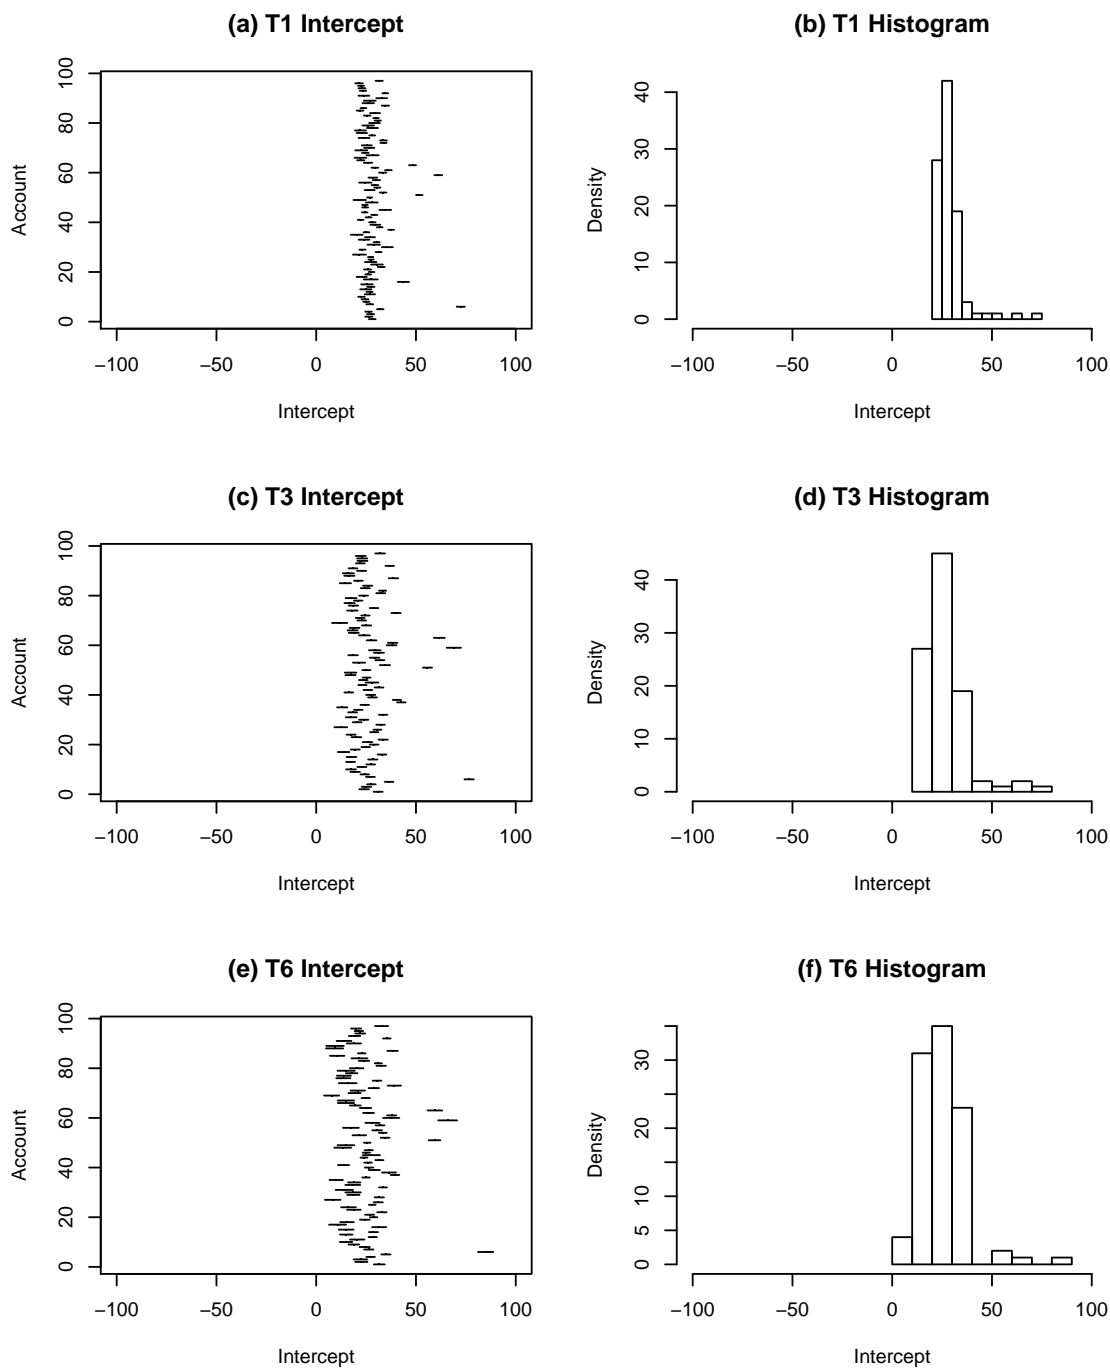 (a) T1 Intercept
Account
0 20 40 60 80 100
−100 −50 0 50 100
Intercept
(b) T1 Histogram
Density
0 10 20 30 40
−100 −50 0 50 100
Intercept
(c) T3 Intercept
Account
0 20 40 60 80 100
−100 −50 0 50 100
Intercept
(d) T3 Histogram
Density
0 10 20 30 40
−100 −50 0 50 100
Intercept
(e) T6 Intercept
Account
0 20 40 60 80 100
−100 −50 0 50 100
Intercept
(f) T6 Histogram
Density
0 5 10 20 30
−100 −50 0 50 100
Intercept